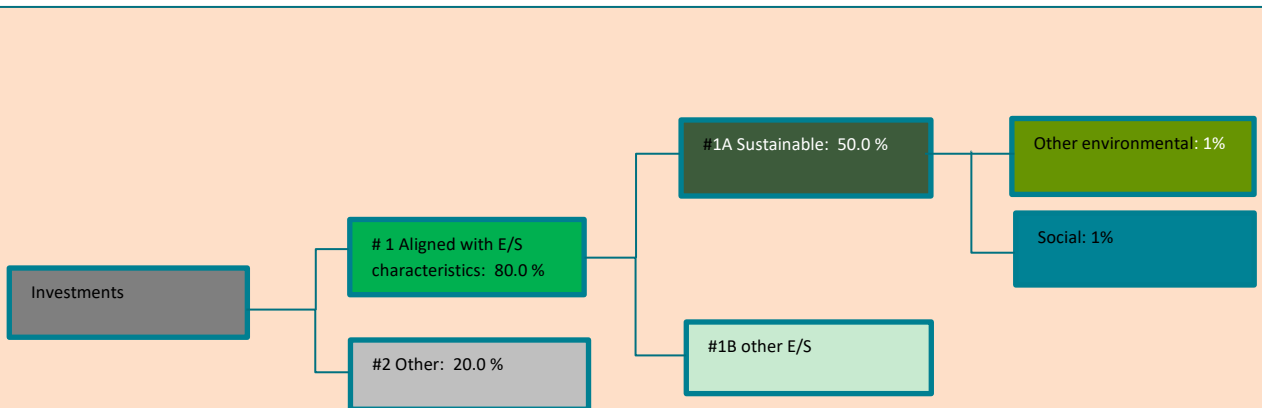 #1A Sustainable: 50.0 %
Other environmental: 1%
Social: 1%
# 1 Aligned with E/S
characteristics: 80.0 %
Investments
#1B other E/S
#2 Other: 20.0 %